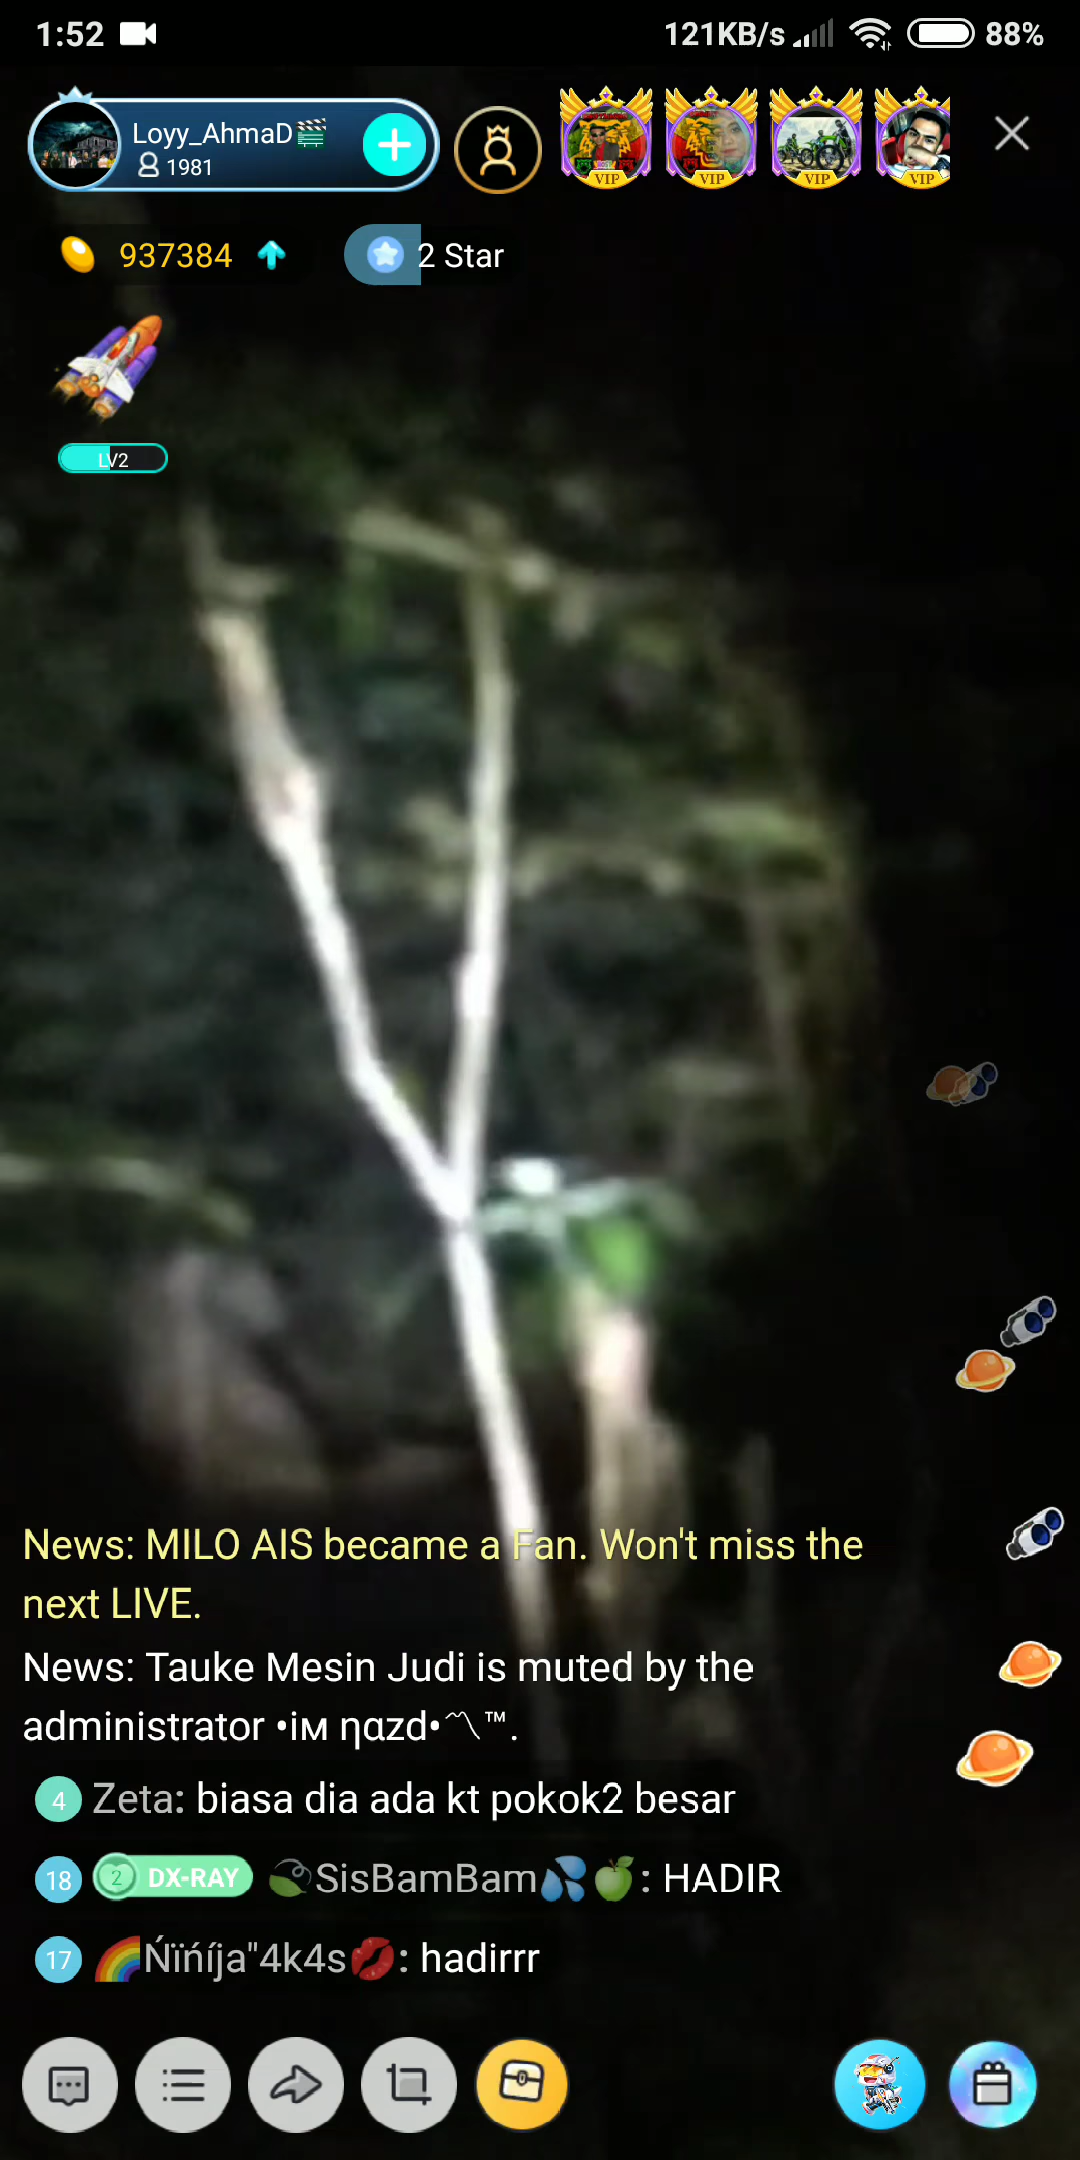 1:52 121KB/s 88%
Loyy_AhmaD🎬
1981
VIP VIP VIP VIP
937384 2 Star
LV2
News: MILO AIS became a Fan. Won't miss the
next LIVE.
News: Tauke Mesin Judi is muted by the
administrator •iм ηαzd•〽™.
4 Zeta: biasa dia ada kt pokok2 besar
18 2 DX-RAY SisBamBam💦🍏: HADIR
17 🌈Ńïńíja"4k4s💋: hadirrr